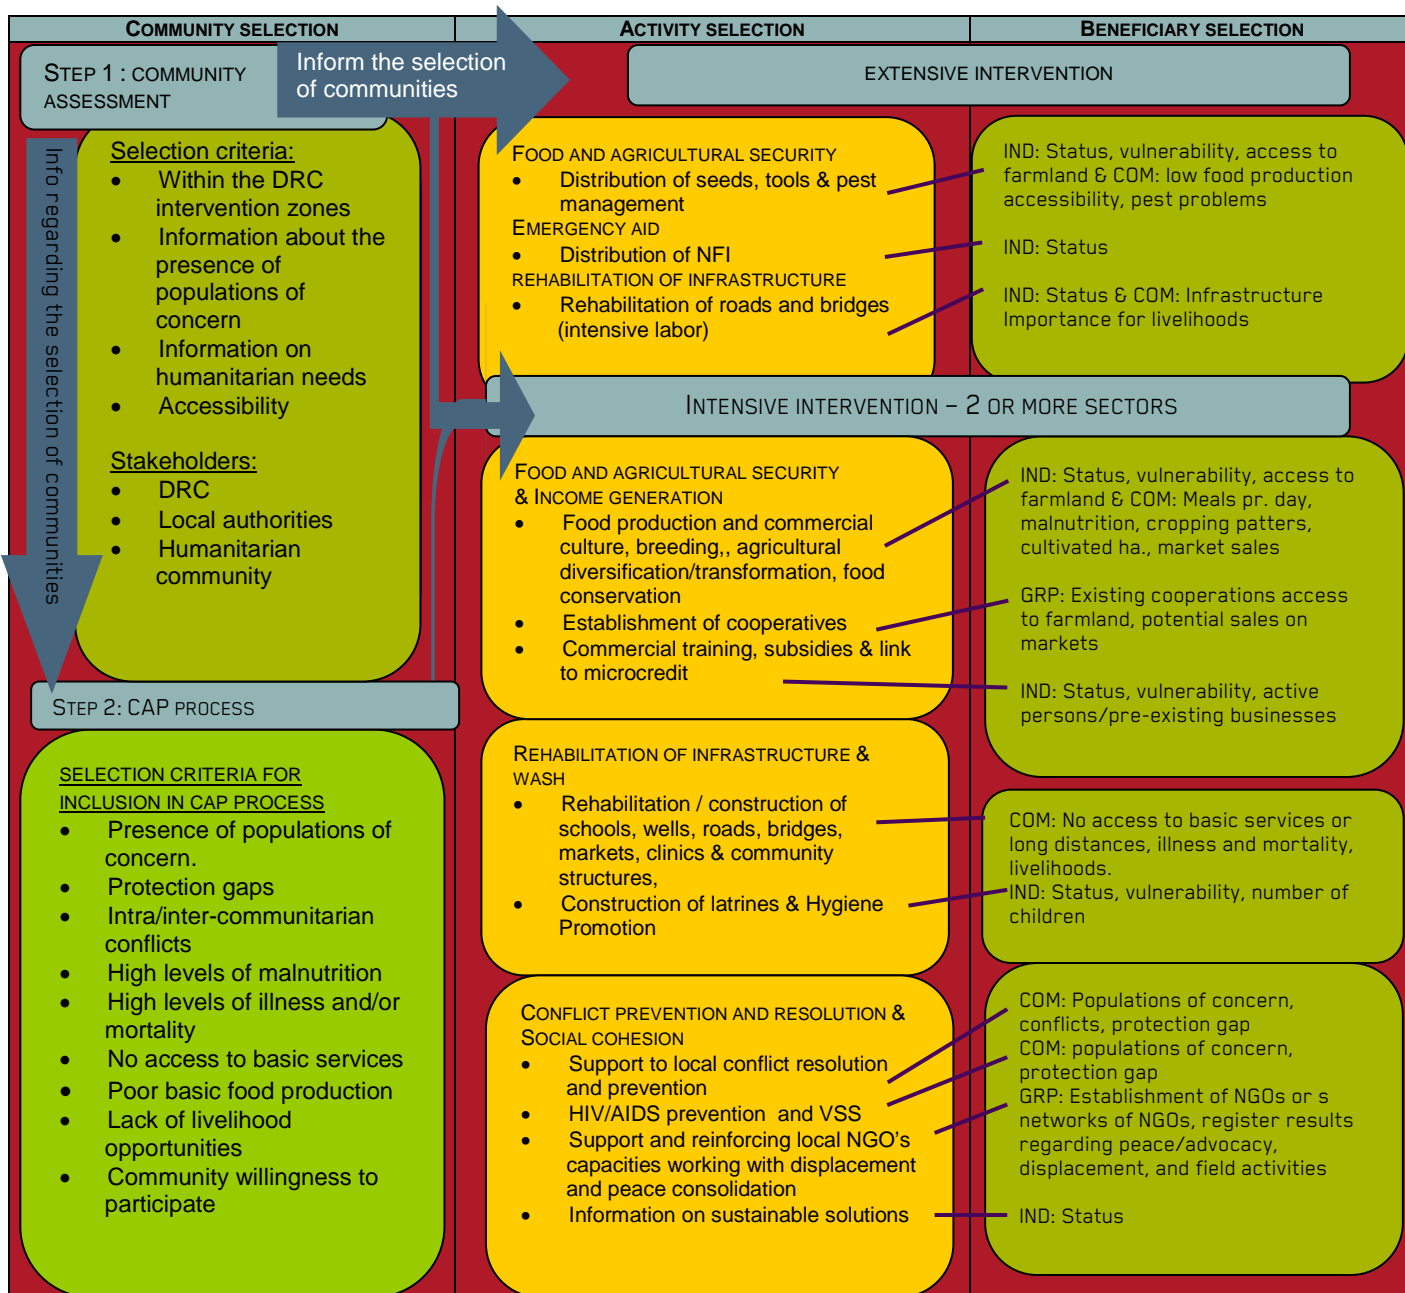 COMMUNITY SELECTION
ACTIVITY SELECTION
BENEFICIARY SELECTION
STEP 1 : COMMUNITY
ASSESSMENT
Inform the selection
of communities
EXTENSIVE INTERVENTION
Info regarding the selection of communities
Selection criteria:
• Within the DRC
intervention zones
• Information about the
presence of
populations of
concern
• Information on
humanitarian needs
• Accessibility
Stakeholders:
• DRC
• Local authorities
• Humanitarian
community
FOOD AND AGRICULTURAL SECURITY
• Distribution of seeds, tools & pest
management
EMERGENCY AID
• Distribution of NFI
REHABILITATION OF INFRASTRUCTURE
• Rehabilitation of roads and bridges
(intensive labor)
IND: Status, vulnerability, access to
farmland & COM: low food production
accessibility, pest problems
IND: Status
IND: Status & COM: Infrastructure
Importance for livelihoods
INTENSIVE INTERVENTION – 2 OR MORE SECTORS
FOOD AND AGRICULTURAL SECURITY
& INCOME GENERATION
• Food production and commercial
culture, breeding,, agricultural
diversification/transformation, food
conservation
• Establishment of cooperatives
• Commercial training, subsidies & link
to microcredit
IND: Status, vulnerability, access to
farmland & COM: Meals pr. day,
malnutrition, cropping patters,
cultivated ha., market sales
GRP: Existing cooperations access
to farmland, potential sales on
markets
IND: Status, vulnerability, active
persons/pre-existing businesses
STEP 2: CAP PROCESS
SELECTION CRITERIA FOR
INCLUSION IN CAP PROCESS
• Presence of populations of
concern.
• Protection gaps
• Intra/inter-communitarian
conflicts
• High levels of malnutrition
• High levels of illness and/or
mortality
• No access to basic services
• Poor basic food production
• Lack of livelihood
opportunities
• Community willingness to
participate
REHABILITATION OF INFRASTRUCTURE &
WASH
• Rehabilitation / construction of
schools, wells, roads, bridges,
markets, clinics & community
structures,
• Construction of latrines & Hygiene
Promotion
COM: No access to basic services or
long distances, illness and mortality,
livelihoods.
IND: Status, vulnerability, number of
children
CONFLICT PREVENTION AND RESOLUTION &
SOCIAL COHESION
• Support to local conflict resolution
and prevention
• HIV/AIDS prevention and VSS
• Support and reinforcing local NGO's
capacities working with displacement
and peace consolidation
• Information on sustainable solutions
COM: Populations of concern,
conflicts, protection gap
COM: populations of concern,
protection gap
GRP: Establishment of NGOs or s
networks of NGOs, register results
regarding peace/advocacy,
displacement, and field activities
IND: Status